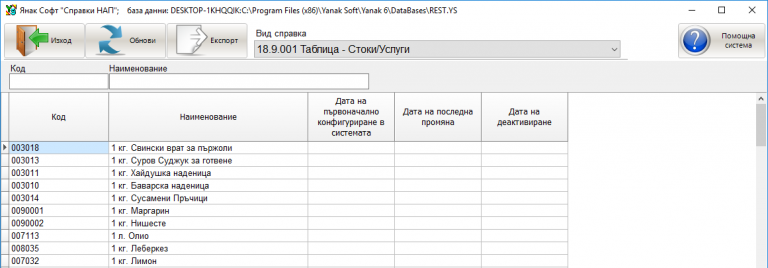 Янак Софт "Справки НАП";   база данни: DESKTOP-1KHQQIK:C:\Program Files (x86)\Yanak Soft\Yanak 6\DataBases\REST.YS
Изход
Обнови
Експорт
Вид справка
18.9.001 Таблица - Стоки/Услуги
Помощна
система
Код Наименование
Код Наименование Дата на първоначално конфигуриране в системата Дата на последна промяна Дата на деактивиране
003018 1 кг. Свински врат за пържоли
003013 1 кг. Суров Суджук за готвене
003011 1 кг. Хайдушка наденица
003010 1 кг. Баварска наденица
003014 1 кг. Сусамени Пръчици
0090001 1 кг. Маргарин
0090002 1 кг. Нишесте
007113 1 л. Олио
008035 1 кг. Леберкез
007032 1 кг. Лимон